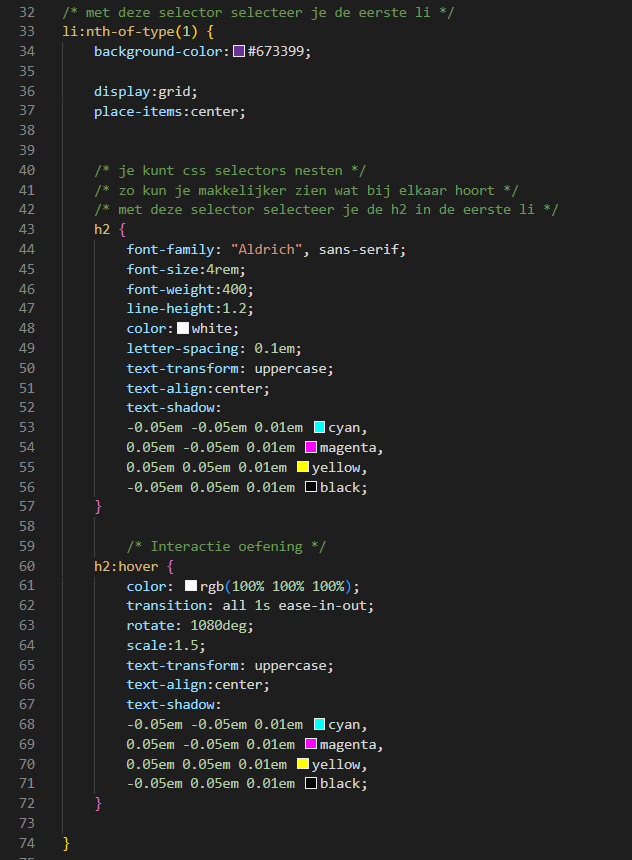 32 /* met deze selector selecteer je de eerste li */
33 li:nth-of-type(1) {
34 background-color:#673399;
35
36 display:grid;
37 place-items:center;
38
39
40 /* je kunt css selectors nesten */
41 /* zo kun je makkelijker zien wat bij elkaar hoort */
42 /* met deze selector selecteer je de h2 in de eerste li */
43 h2 {
44 font-family: "Aldrich", sans-serif;
45 font-size:4rem;
46 font-weight:400;
47 line-height:1.2;
48 color:white;
49 letter-spacing: 0.1em;
50 text-transform: uppercase;
51 text-align:center;
52 text-shadow:
53 -0.05em -0.05em 0.01em cyan,
54 0.05em -0.05em 0.01em magenta,
55 0.05em 0.05em 0.01em yellow,
56 -0.05em 0.05em 0.01em black;
57 }
58
59 /* Interactie oefening */
60 h2:hover {
61 color: rgb(100% 100% 100%);
62 transition: all 1s ease-in-out;
63 rotate: 1080deg;
64 scale:1.5;
65 text-transform: uppercase;
66 text-align:center;
67 text-shadow:
68 -0.05em -0.05em 0.01em cyan,
69 0.05em -0.05em 0.01em magenta,
70 0.05em 0.05em 0.01em yellow,
71 -0.05em 0.05em 0.01em black;
72 }
73
74 }